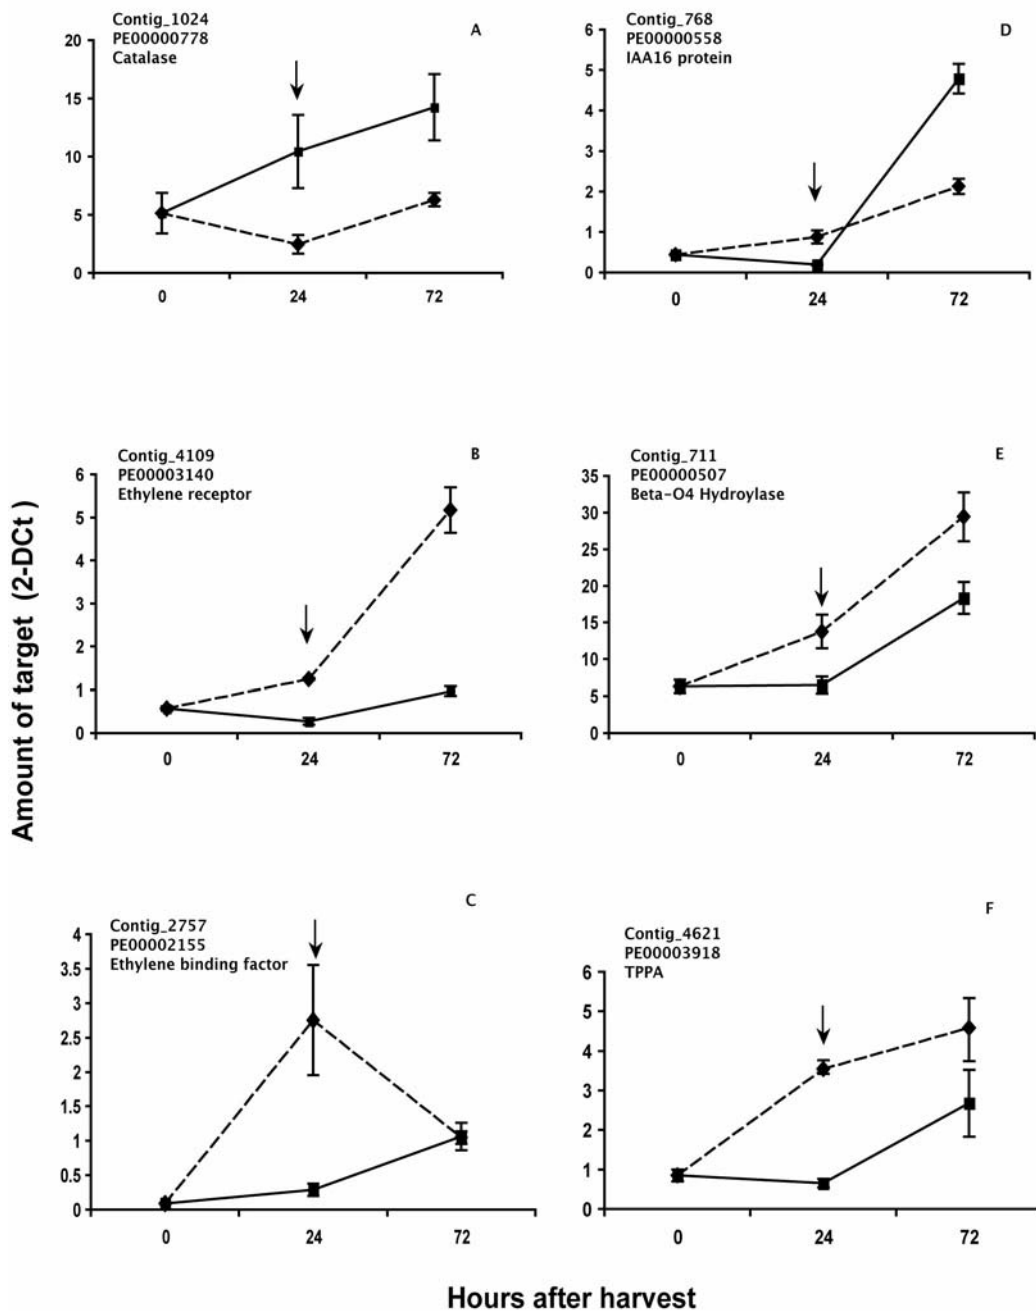 Contig_1024
PE00000778
Catalase
A
20
15
10
5
0
0 24 72
Contig_768
PE00000558
IAA16 protein
D
6
5
4
3
2
1
0
0 24 72
Contig_4109
PE00003140
Ethylene receptor
B
6
5
4
3
2
1
0
0 24 72
Contig_711
PE00000507
Beta-O4 Hydroylase
E
35
30
25
20
15
10
5
0
0 24 72
Contig_2757
PE00002155
Ethylene binding factor
C
4
3.5
3
2.5
2
1.5
1
0.5
0
0 24 72
Contig_4621
PE00003918
TPPA
F
6
5
4
3
2
1
0
0 24 72
Amount of target (2-DCt )
Hours after harvest